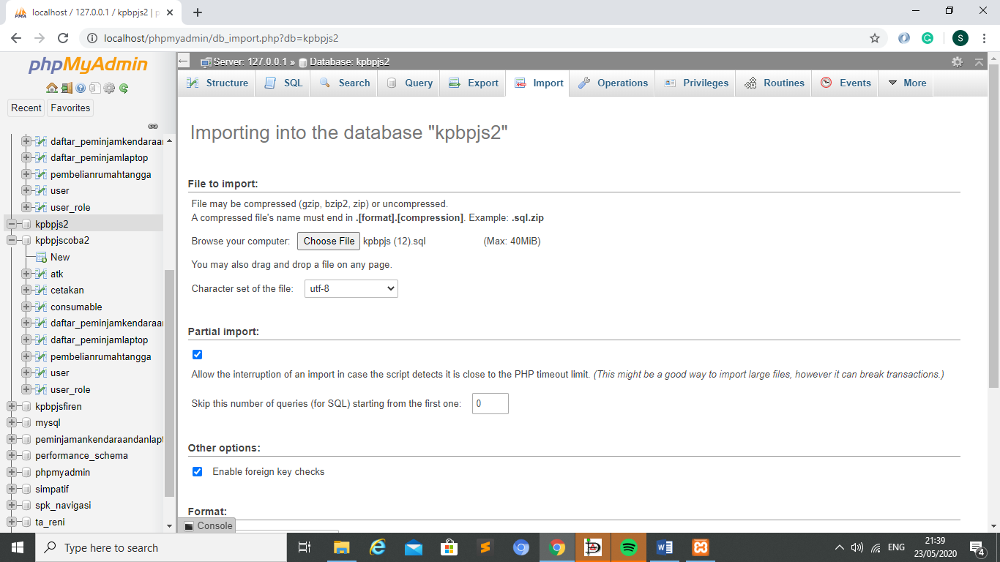 localhost / 127.0.0.1 / kpbpjs2 | p
localhost/phpmyadmin/db_import.php?db=kpbpjs2
S
phpMyAdmin
Recent
Favorites
daftar_peminjamkendaraa
daftar_peminjamlaptop
pembelianrumahtangga
user
user_role
kpbpjs2
kpbpjscoba2
New
atk
cetakan
consumable
daftar_peminjamkendaraa
daftar_peminjamlaptop
pembelianrumahtangga
user
user_role
kpbpjsfiren
mysql
peminjamankendaraandanlapt
performance_schema
phpmyadmin
simpatif
spk_navigasi
ta_reni
Server: 127.0.0.1 » Database: kpbpjs2
Structure SQL Search Query Export Import Operations Privileges Routines Events More
Importing into the database "kpbpjs2"
File to import:
File may be compressed (gzip, bzip2, zip) or uncompressed.
A compressed file's name must end in .[format].[compression]. Example: .sql.zip
Browse your computer: Choose File kpbpjs (12).sql (Max: 40MiB)
You may also drag and drop a file on any page.
Character set of the file: utf-8
Partial import:
Allow the interruption of an import in case the script detects it is close to the PHP timeout limit. (This might be a good way to import large files, however it can break transactions.)
Skip this number of queries (for SQL) starting from the first one: 0
Other options:
Enable foreign key checks
Format:
Console
Type here to search
ENG
21:39
23/05/2020
4